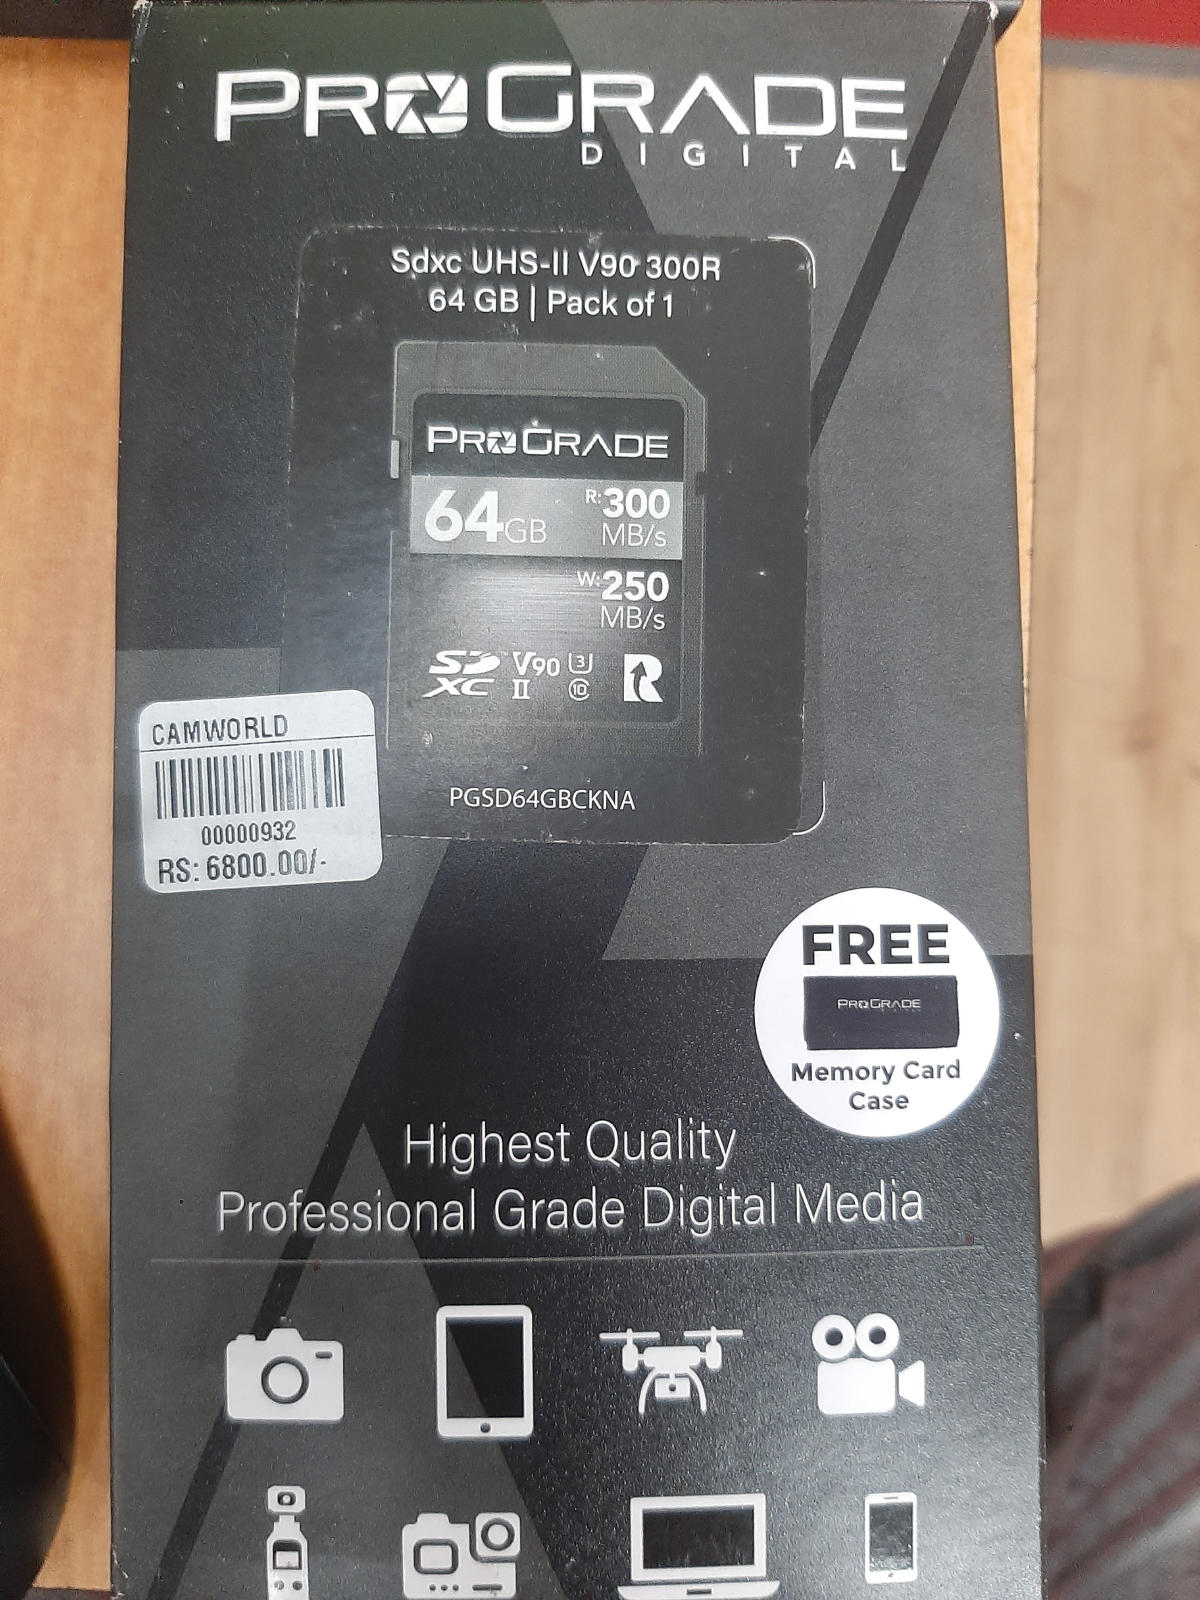 PROGRADE
DIGITAL
Sdxc UHS-II V90 300R
64 GB | Pack of 1
PROGRADE
64GB
R:300
MB/s
W:250
MB/s
SD™ V90 3
XC II 10
R
PGSD64GBCKNA
CAMWORLD
00000932
RS: 6800.00/-
FREE
PROGRADE
Memory Card
Case
Highest Quality
Professional Grade Digital Media